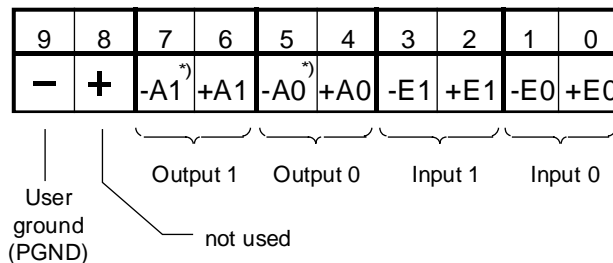 9 8 7 6 5 4 3 2 1 0
− + -A1*) +A1 -A0*) +A0 -E1 +E1 -E0 +E0
Output 1 Output 0 Input 1 Input 0
User
ground
(PGND)
not used